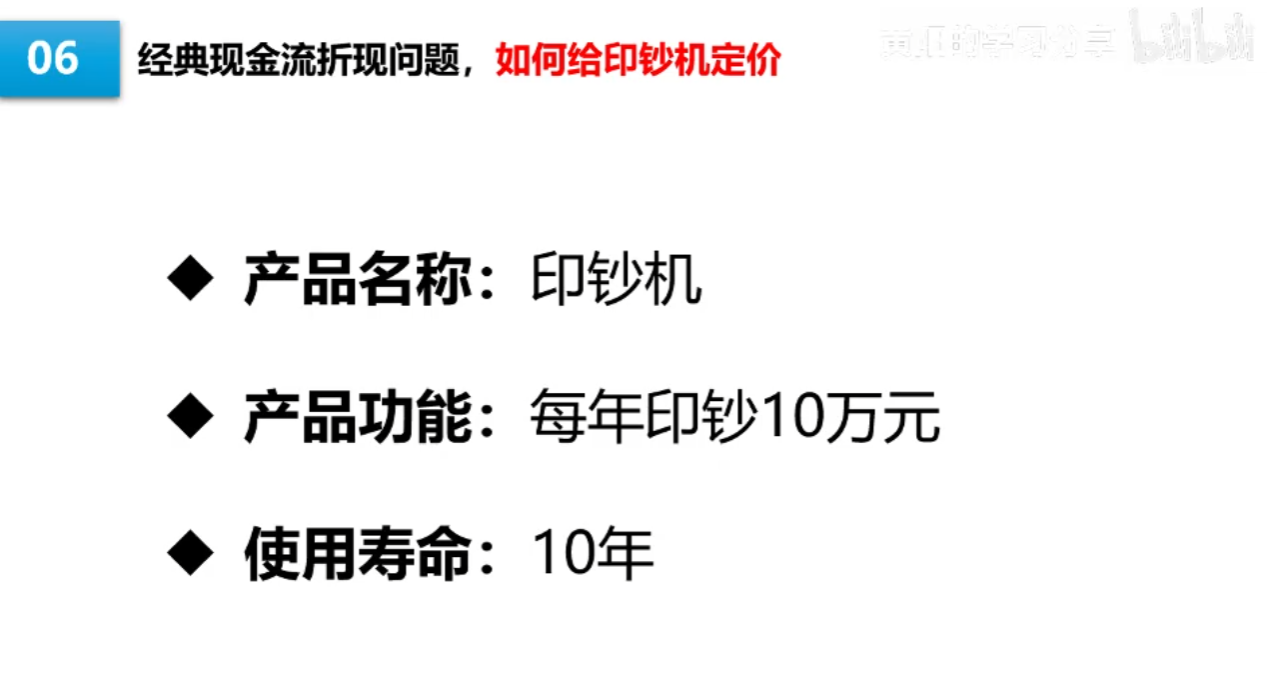 06
经典现金流折现问题，如何给印钞机定价
bilibili
◆ 产品名称：印钞机
◆ 产品功能：每年印钞10万元
◆ 使用寿命：10年